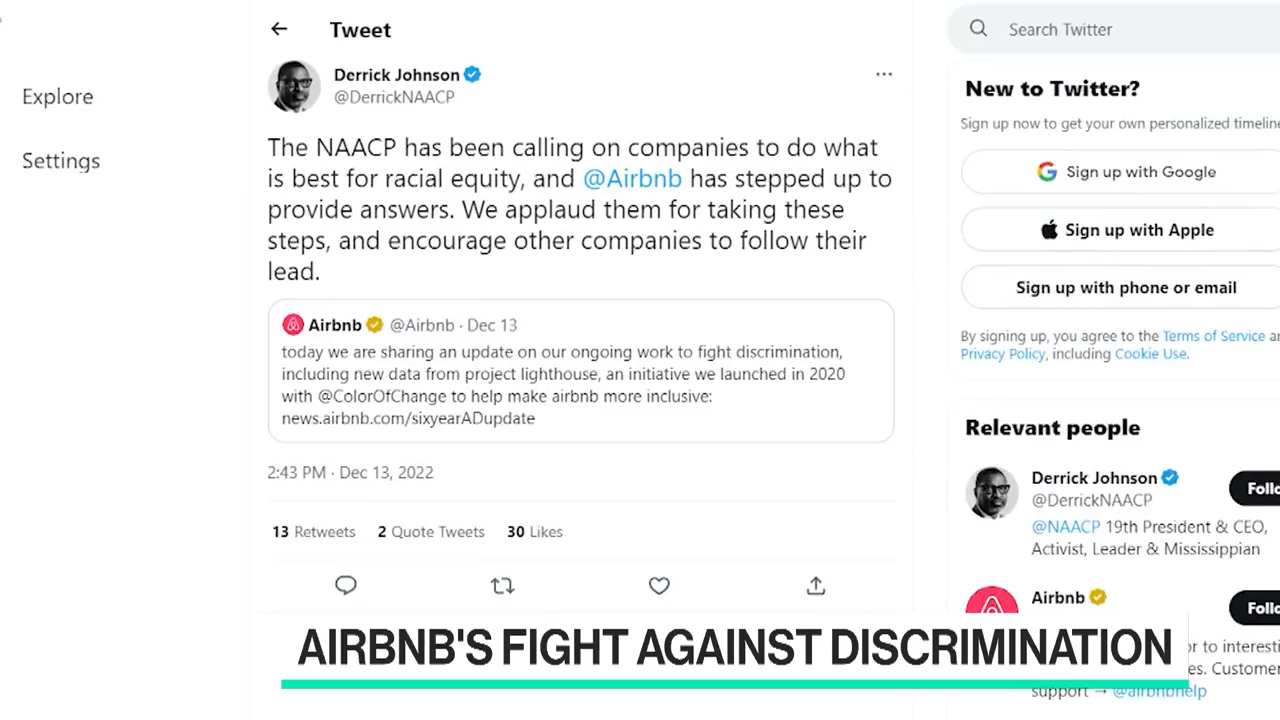 Explore
Settings
Tweet
Derrick Johnson
@DerrickNAACP
The NAACP has been calling on companies to do what
is best for racial equity, and @Airbnb has stepped up to
provide answers. We applaud them for taking these
steps, and encourage other companies to follow their
lead.
Airbnb @Airbnb · Dec 13
today we are sharing an update on our ongoing work to fight discrimination,
including new data from project lighthouse, an initiative we launched in 2020
with @ColorOfChange to help make airbnb more inclusive:
news.airbnb.com/sixyearADupdate
2:43 PM · Dec 13, 2022
13 Retweets 2 Quote Tweets 30 Likes
Search Twitter
New to Twitter?
Sign up now to get your own personalized timeline
Sign up with Google
Sign up with Apple
Sign up with phone or email
By signing up, you agree to the Terms of Service
Privacy Policy, including Cookie Use.
Relevant people
Derrick Johnson
@DerrickNAACP
@NAACP 19th President & CEO,
Activist, Leader & Mississippian
Airbnb
to
Customer
support → @airbnbhelp
AIRBNB'S FIGHT AGAINST DISCRIMINATION